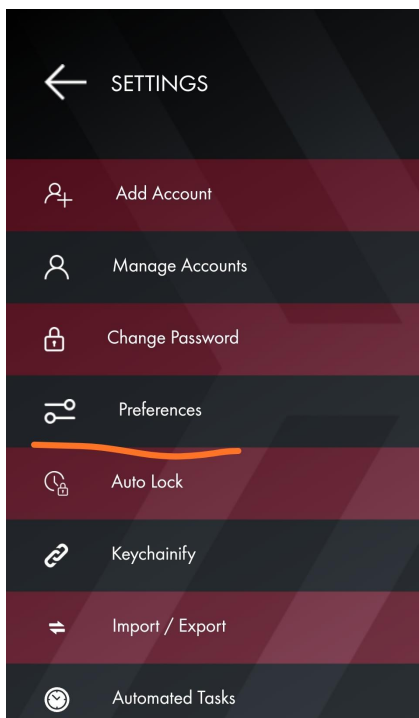 SETTINGS
Add Account
Manage Accounts
Change Password
Preferences
Auto Lock
Keychainify
Import / Export
Automated Tasks